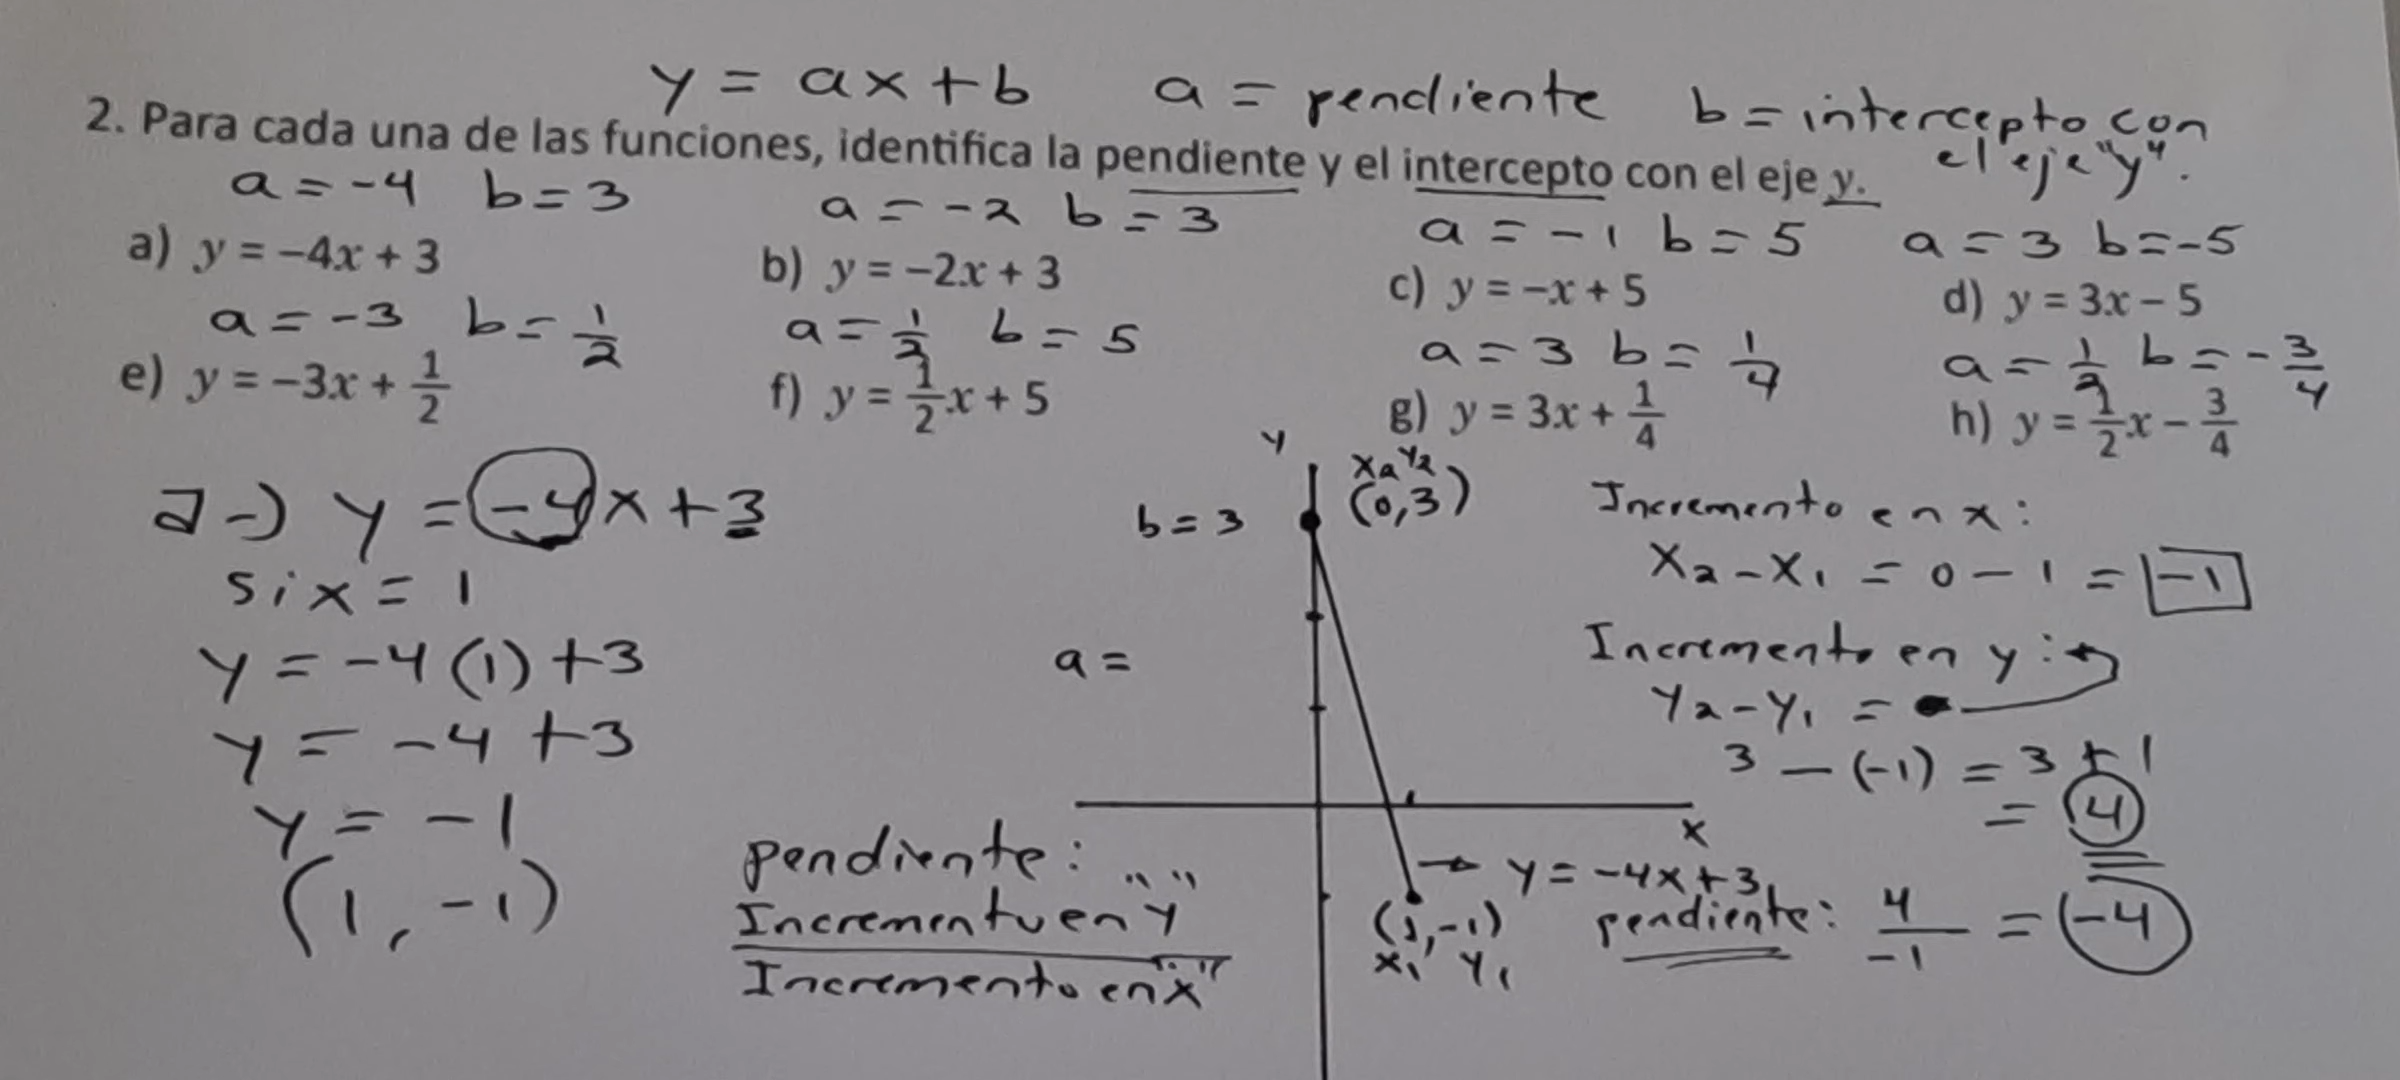 y = ax + b   a = pendiente   b = intercepto con el eje "y".
2. Para cada una de las funciones, identifica la pendiente y el intercepto con el eje y.
a = -4 b = 3   a = -2 b = 3   a = -1 b = 5   a = 3 b = -5
a) y = -4x + 3   b) y = -2x + 3   c) y = -x + 5   d) y = 3x - 5
a = -3 b = 1/2   a = 1/2 b = 5   a = 3 b = 1/4   a = 1/2 b = -3/4
e) y = -3x + 1/2   f) y = 1/2x + 5   g) y = 3x + 1/4   h) y = 1/2x - 3/4
a-) y = -4x + 3
si x = 1
y = -4(1) + 3
y = -4 + 3
y = -1
(1, -1)
y
x2 y2
b = 3   (0,3)
a =
x
→ y = -4x + 3
(1,-1)
x1 y1
pendiente:
Incremento en "y"
Incremento en "x"
Incremento en x:
x2 - x1 = 0 - 1 = -1
Incremento en y:
y2 - y1 =
3 - (-1) = 3 + 1
= 4
pendiente: 4/-1 = -4